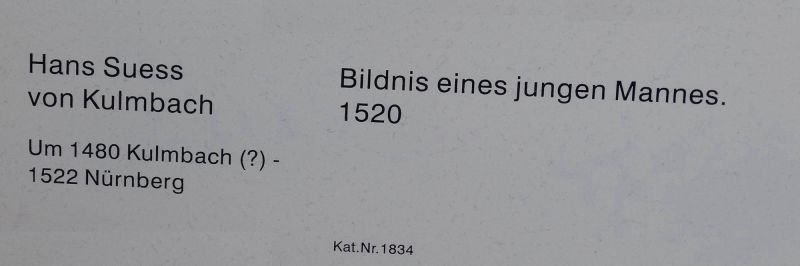 Hans Suess
von Kulmbach
Um 1480 Kulmbach (?) -
1522 Nürnberg
Bildnis eines jungen Mannes.
1520
Kat.Nr.1834